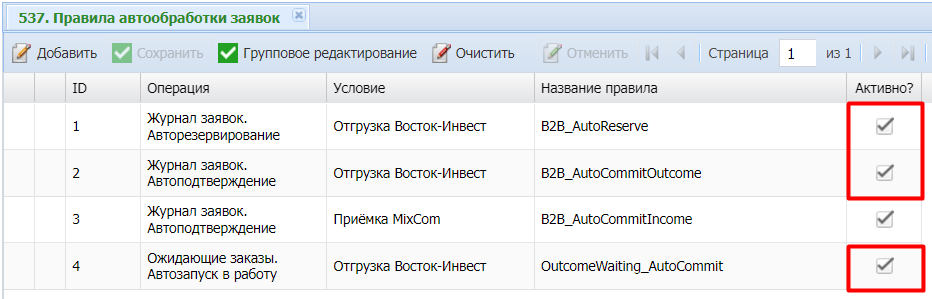 537. Правила автообработки заявок
Добавить Сохранить Групповое редактирование Очистить Отменить Страница 1 из 1
ID Операция Условие Название правила Активно?
1 Журнал заявок. Авторезервирование Отгрузка Восток-Инвест B2B_AutoReserve
2 Журнал заявок. Автоподтверждение Отгрузка Восток-Инвест B2B_AutoCommitOutcome
3 Журнал заявок. Автоподтверждение Приёмка MixCom B2B_AutoCommitIncome
4 Ожидающие заказы. Автозапуск в работу Отгрузка Восток-Инвест OutcomeWaiting_AutoCommit